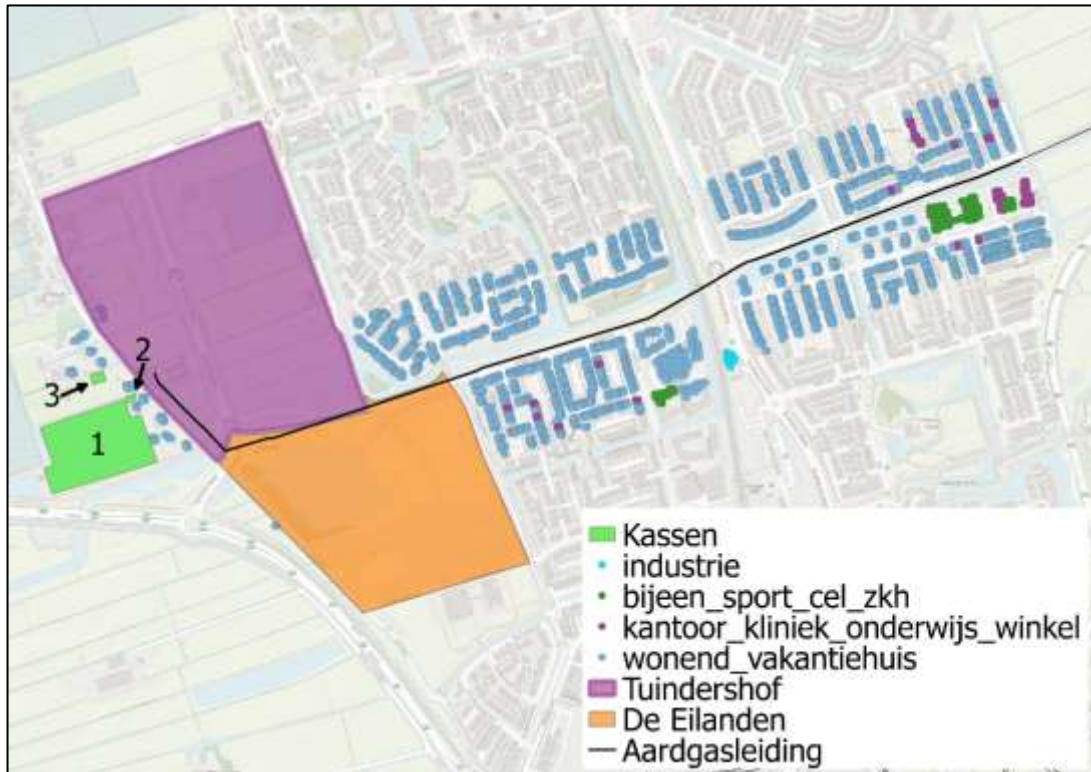 2
3
1
Kassen
industrie
bijeen_sport_cel_zkh
kantoor_kliniek_onderwijs_winkel
wonend_vakantiehuis
Tuindershof
De Eilanden
Aardgasleiding